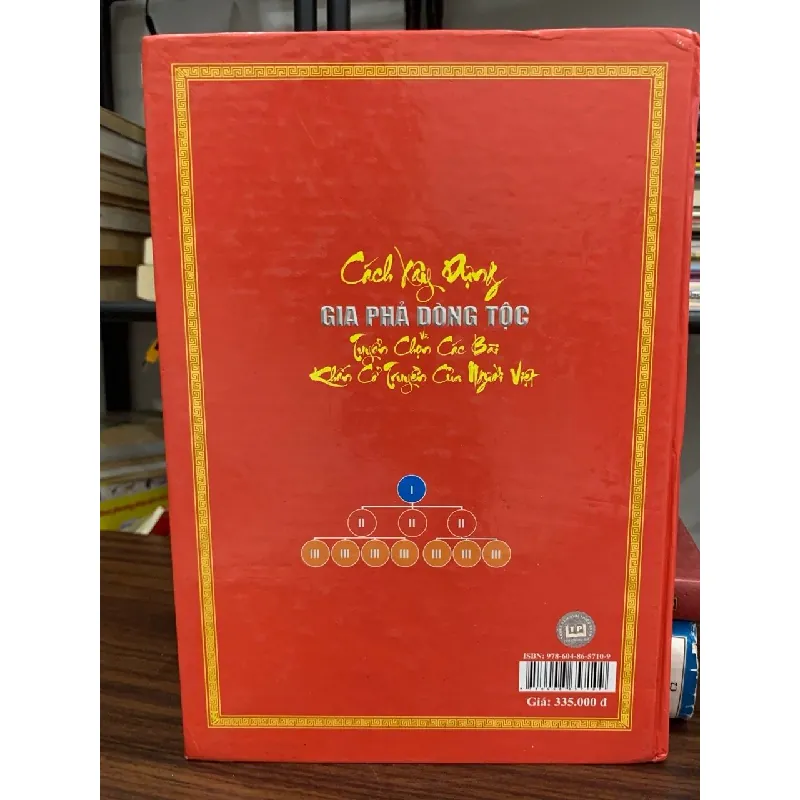 Cách Xây Dựng
GIA PHẢ DÒNG TỘC
Và
Tuyển Chọn Các Bài
Khấn Cổ Truyền Của Người Việt
I
II II II
III III III III III III III
ISBN: 978-604-86-5710-9
Giá: 335.000 đ